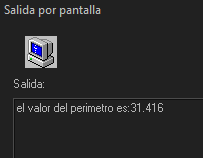 Salida por pantalla
Salida:
el valor del perimetro es:31.416